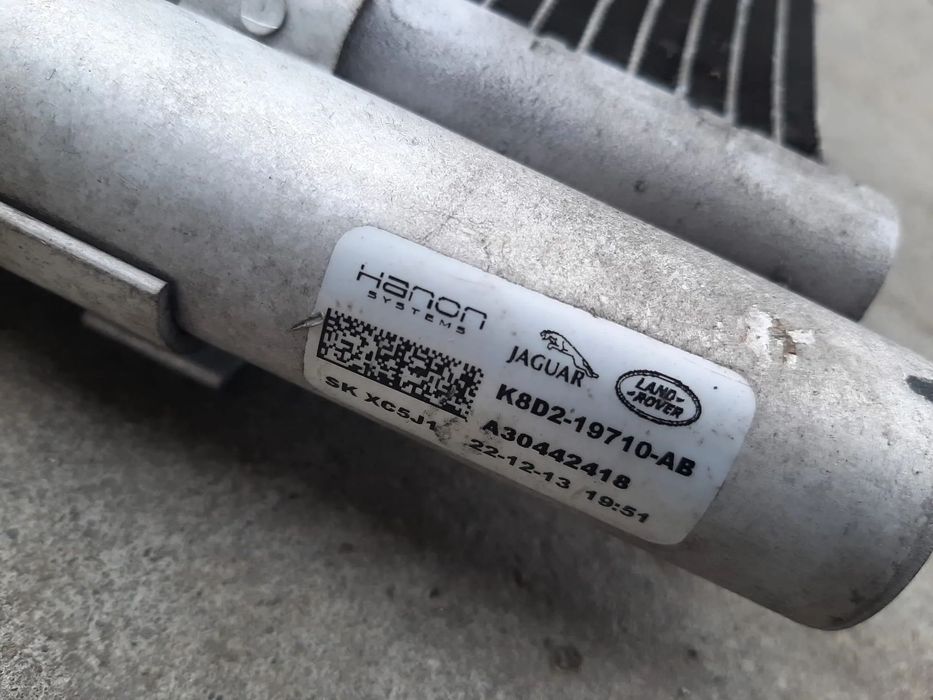 Hanon
SYSTEMS
JAGUAR
LAND
ROVER
K8D2-19710-AB
A30442418
SK XC5J1
22-12-13 19:51